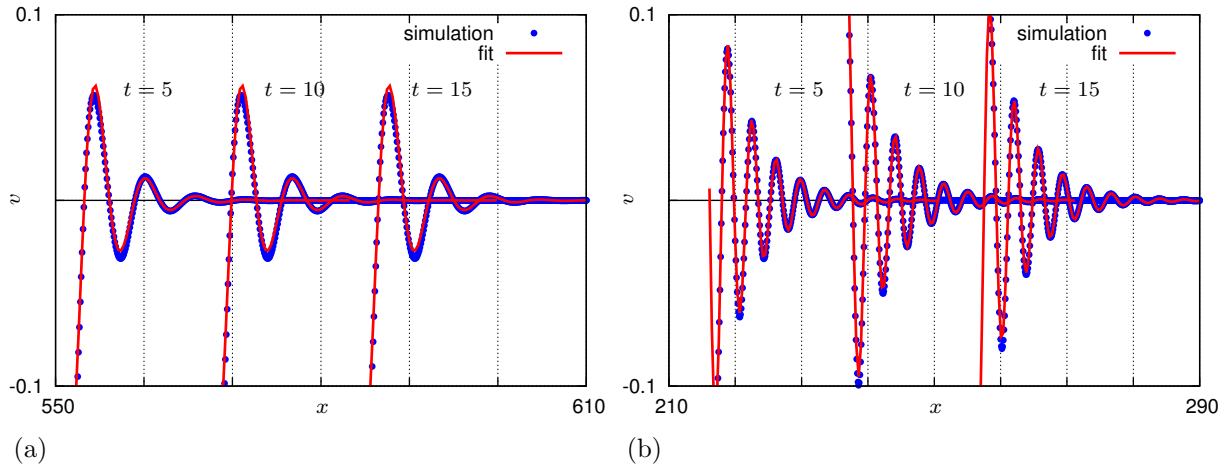 0.1
simulation
fit
t = 5
t = 10
t = 15
v
-0.1
550
x
610
(a)
0.1
simulation
fit
t = 5
t = 10
t = 15
v
-0.1
210
x
290
(b)